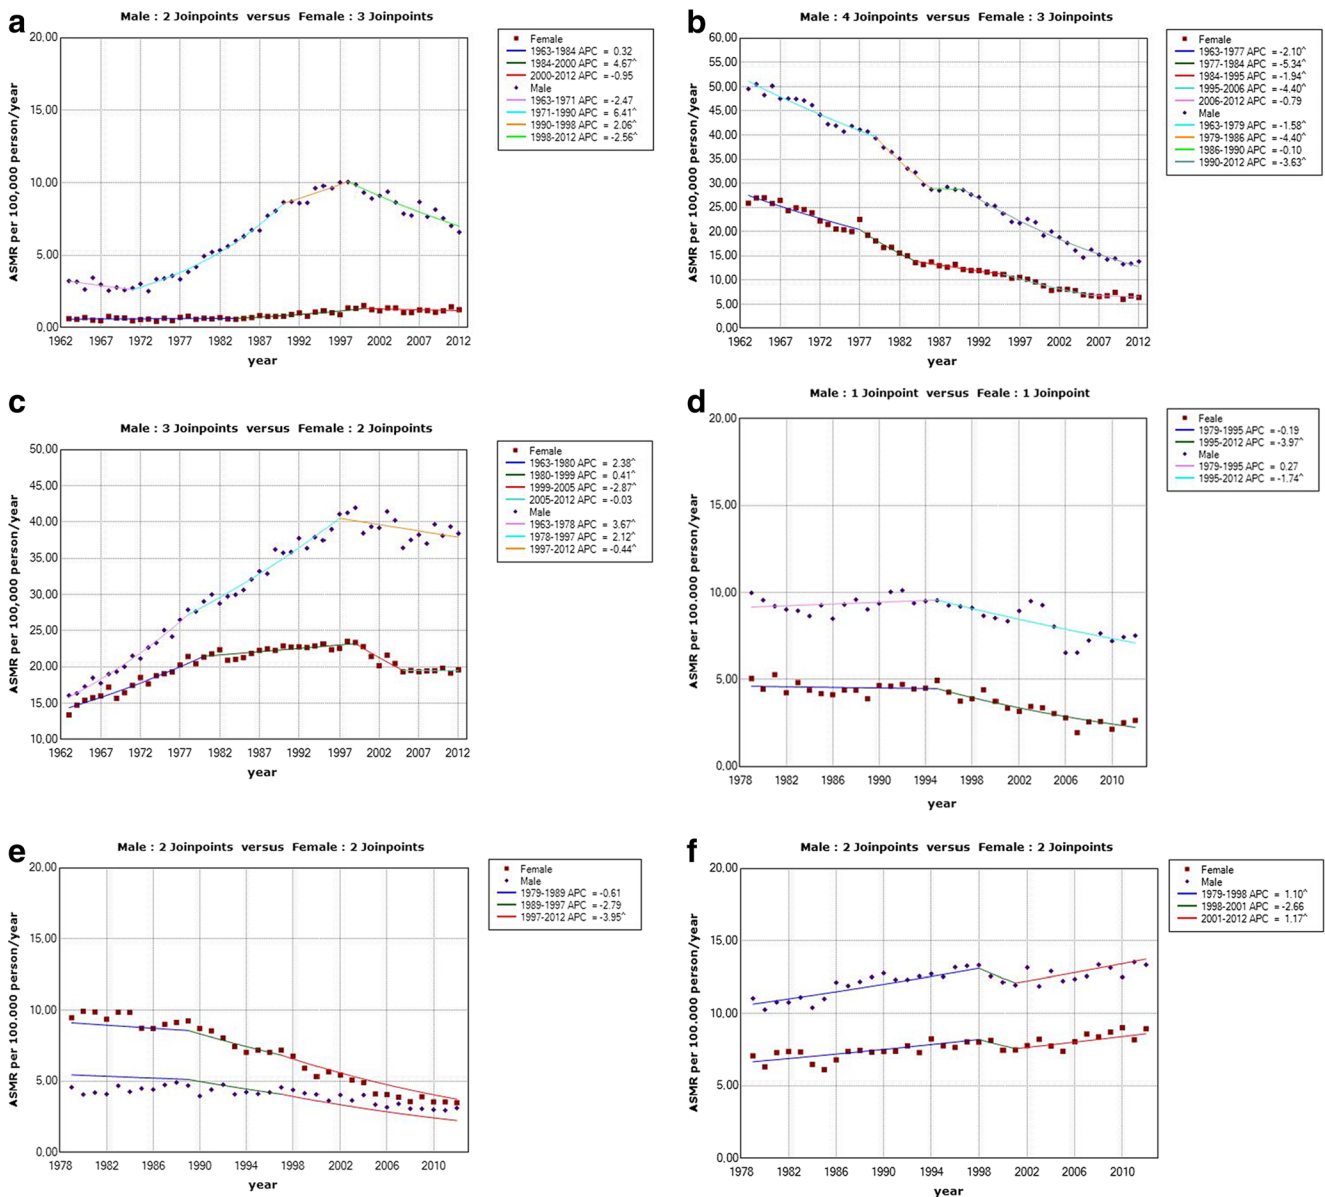 a
Male : 2 Joinpoints versus Female : 3 Joinpoints
ASMR per 100,000 person/year
20.00
15.00
10.00
5.00
0.00
1962 1967 1972 1977 1982 1987 1992 1997 2002 2007 2012
year
Female
1963-1984 APC = 0.32
1984-2000 APC = 4.67^
2000-2012 APC = -0.95
Male
1963-1971 APC = -2.47
1971-1990 APC = 6.41^
1990-1998 APC = 2.06^
1998-2012 APC = -2.56^
b
Male : 4 Joinpoints versus Female : 3 Joinpoints
ASMR per 100,000 person/year
60.00
55.00
50.00
45.00
40.00
35.00
30.00
25.00
20.00
15.00
10.00
5.00
0.00
1962 1967 1972 1977 1982 1987 1992 1997 2002 2007 2012
year
Female
1963-1977 APC = -2.10^
1977-1984 APC = -5.34^
1984-1995 APC = -1.94^
1995-2006 APC = -4.40^
2006-2012 APC = -0.79
Male
1963-1979 APC = -1.58^
1979-1986 APC = -4.40^
1986-1990 APC = -0.10
1990-2012 APC = -3.63^
c
Male : 3 Joinpoints versus Female : 2 Joinpoints
ASMR per 100,000 person/year
50.00
45.00
40.00
35.00
30.00
25.00
20.00
15.00
10.00
1962 1967 1972 1977 1982 1987 1992 1997 2002 2007 2012
year
Female
1963-1980 APC = 2.38^
1980-1999 APC = 0.41^
1999-2005 APC = -2.87^
2005-2012 APC = -0.03
Male
1963-1978 APC = 3.67^
1978-1997 APC = 2.12^
1997-2012 APC = -0.44^
d
Male : 1 Joinpoint versus Feale : 1 Joinpoint
ASMR per 100.000 person/year
20.00
15.00
10.00
5.00
0.00
1978 1982 1986 1990 1994 1998 2002 2006 2010
year
Feale
1979-1995 APC = -0.19
1995-2012 APC = -3.97^
Male
1979-1995 APC = 0.27
1995-2012 APC = -1.74^
e
Male : 2 Joinpoints versus Female : 2 Joinpoints
ASMR per 100.000 person/year
20.00
15.00
10.00
5.00
0.00
1978 1982 1986 1990 1994 1998 2002 2006 2010
year
Female
Male
1979-1989 APC = -0.61
1989-1997 APC = -2.79
1997-2012 APC = -3.95^
f
Male : 2 Joinpoints versus Female : 2 Joinpoints
ASMR per 100.000 person/year
20.00
15.00
10.00
5.00
0.00
1978 1982 1986 1990 1994 1998 2002 2006 2010
year
Female
Male
1979-1998 APC = 1.10^
1998-2001 APC = -2.66
2001-2012 APC = 1.17^